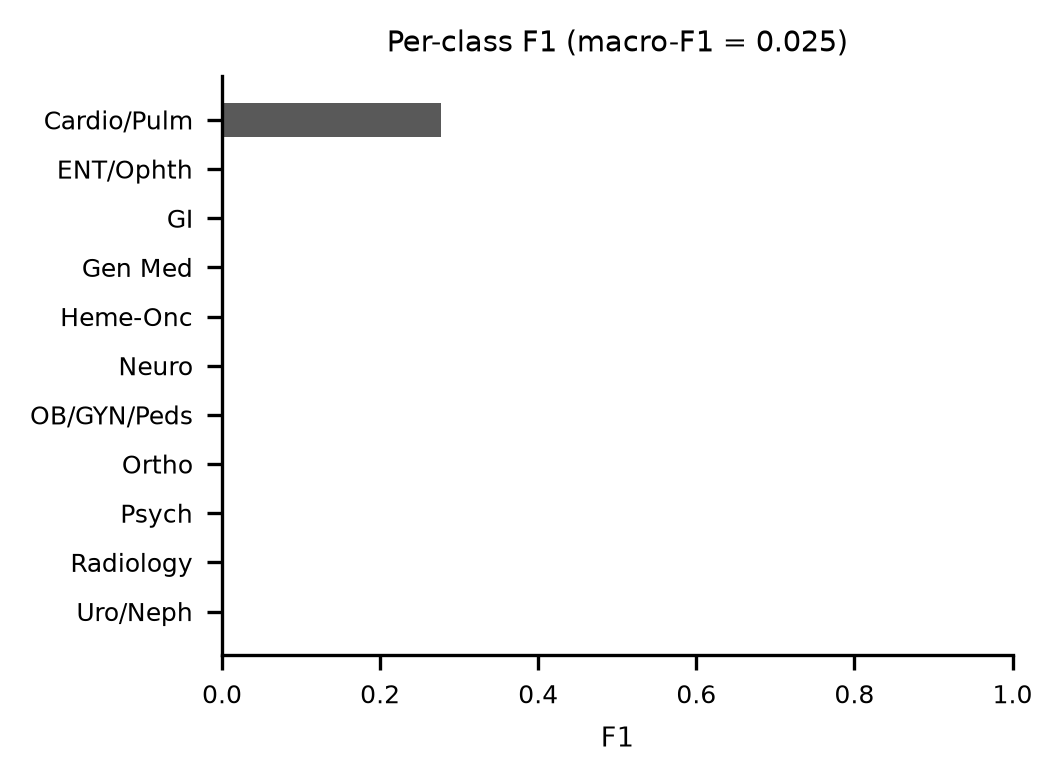 Per-class F1 (macro-F1 = 0.025)
Cardio/Pulm
ENT/Ophth
GI
Gen Med
Heme-Onc
Neuro
OB/GYN/Peds
Ortho
Psych
Radiology
Uro/Neph
0.0 0.2 0.4 0.6 0.8 1.0
F1